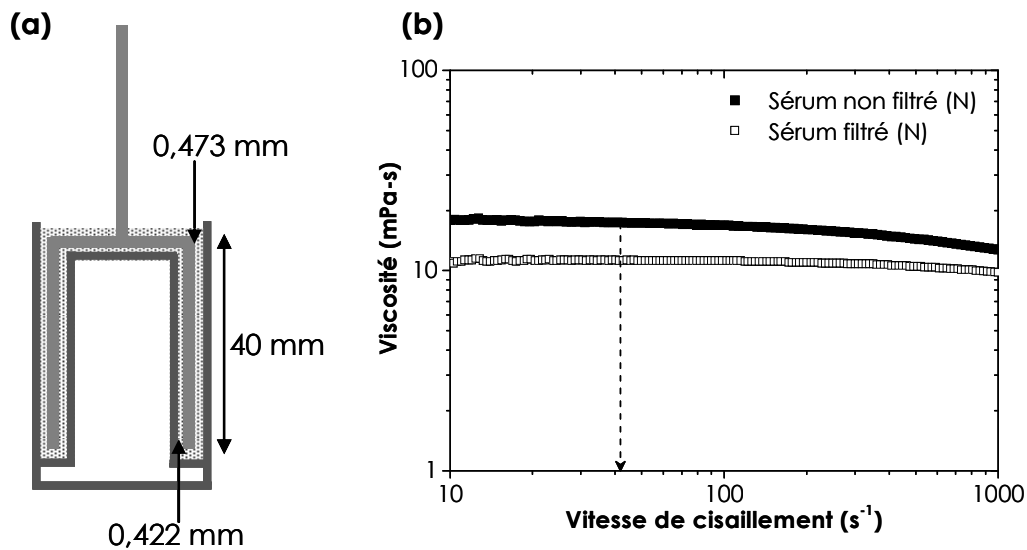 (a)
0,473 mm
40 mm
0,422 mm
(b)
Sérum non filtré (N)
Sérum filtré (N)
Viscosité (mPa-s)
100
10
1
10
100
1000
Vitesse de cisaillement (s⁻¹)